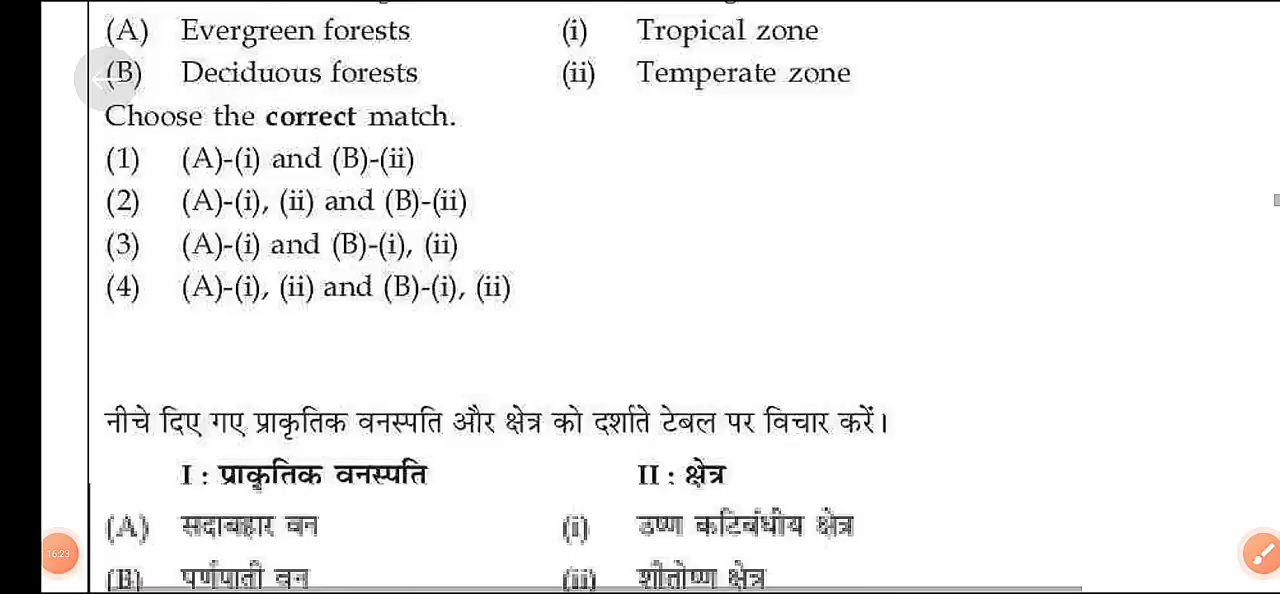 (A) Evergreen forests (i) Tropical zone
(B) Deciduous forests (ii) Temperate zone
Choose the correct match.
(1) (A)-(i) and (B)-(ii)
(2) (A)-(i), (ii) and (B)-(ii)
(3) (A)-(i) and (B)-(i), (ii)
(4) (A)-(i), (ii) and (B)-(i), (ii)
नीचे दिए गए प्राकृतिक वनस्पति और क्षेत्र को दर्शाते टेबल पर विचार करें।
I : प्राकृतिक वनस्पति II : क्षेत्र
(A) सदाबहार वन (i) उष्ण कटिबंधीय क्षेत्र
(B) पर्णपाती वन (ii) शीतोष्ण क्षेत्र
16:23